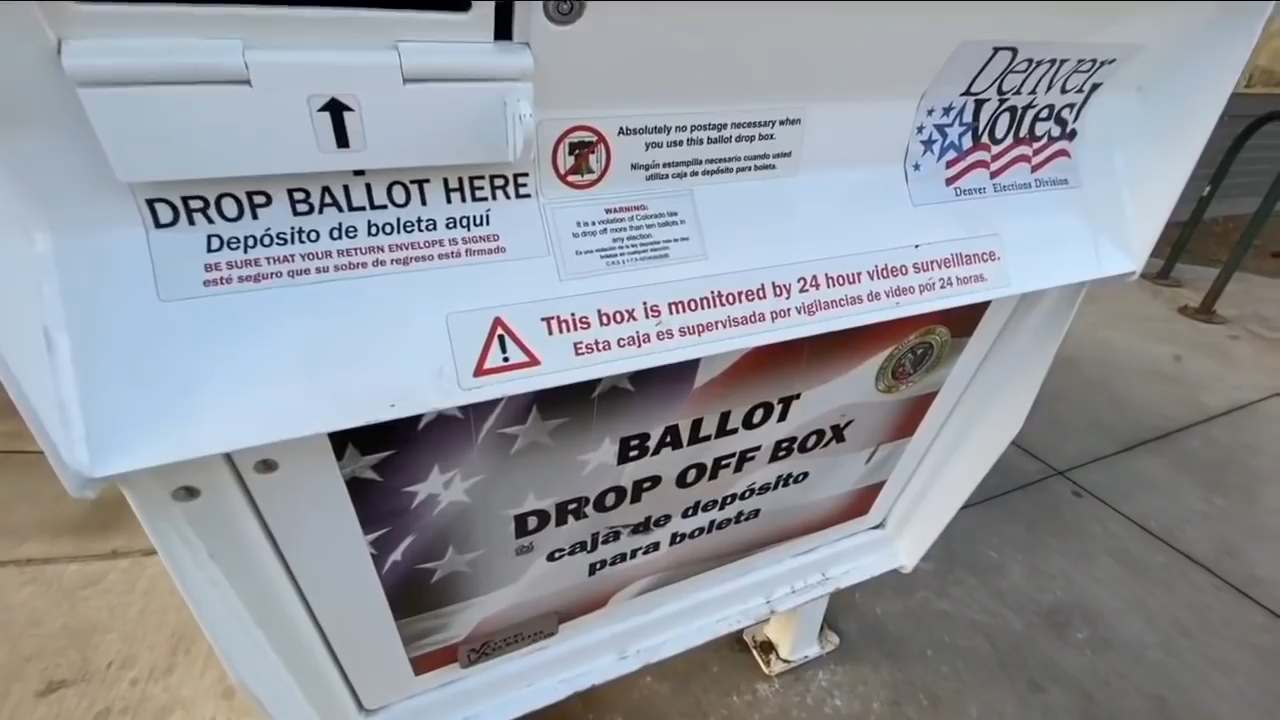 DROP BALLOT HERE
Depósito de boleta aquí
BE SURE THAT YOUR RETURN ENVELOPE IS SIGNED
esté seguro que su sobre de regreso está firmado
Absolutely no postage necessary when
you use this ballot drop box.
Ningún estampilla necesario cuando usted
utiliza caja de depósito para boleta.
WARNING:
It is a violation of Colorado law
to drop off more than ten ballots in
any election.
Denver
Votes!
Denver Elections Division
This box is monitored by 24 hour video surveillance.
Esta caja es supervisada por vigilancias de video por 24 horas.
BALLOT
DROP OFF BOX
caja de depósito
para boleta